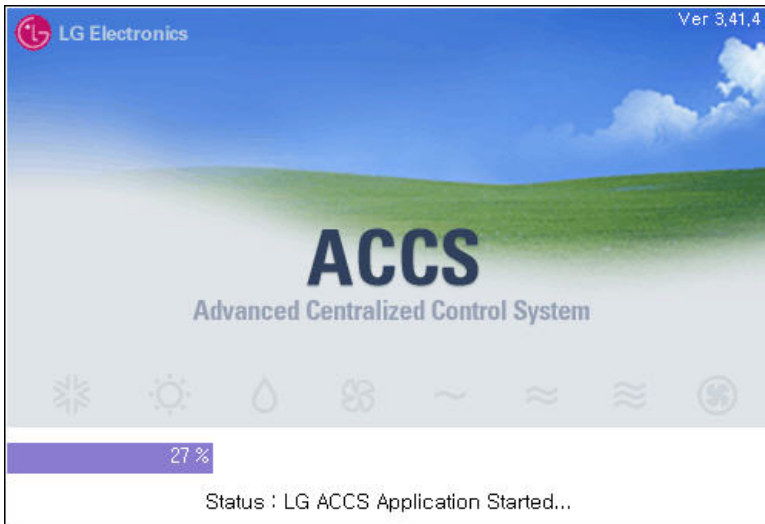 LG Electronics
Ver 3,41,4
ACCS
Advanced Centralized Control System
27 %
Status : LG ACCS Application Started...